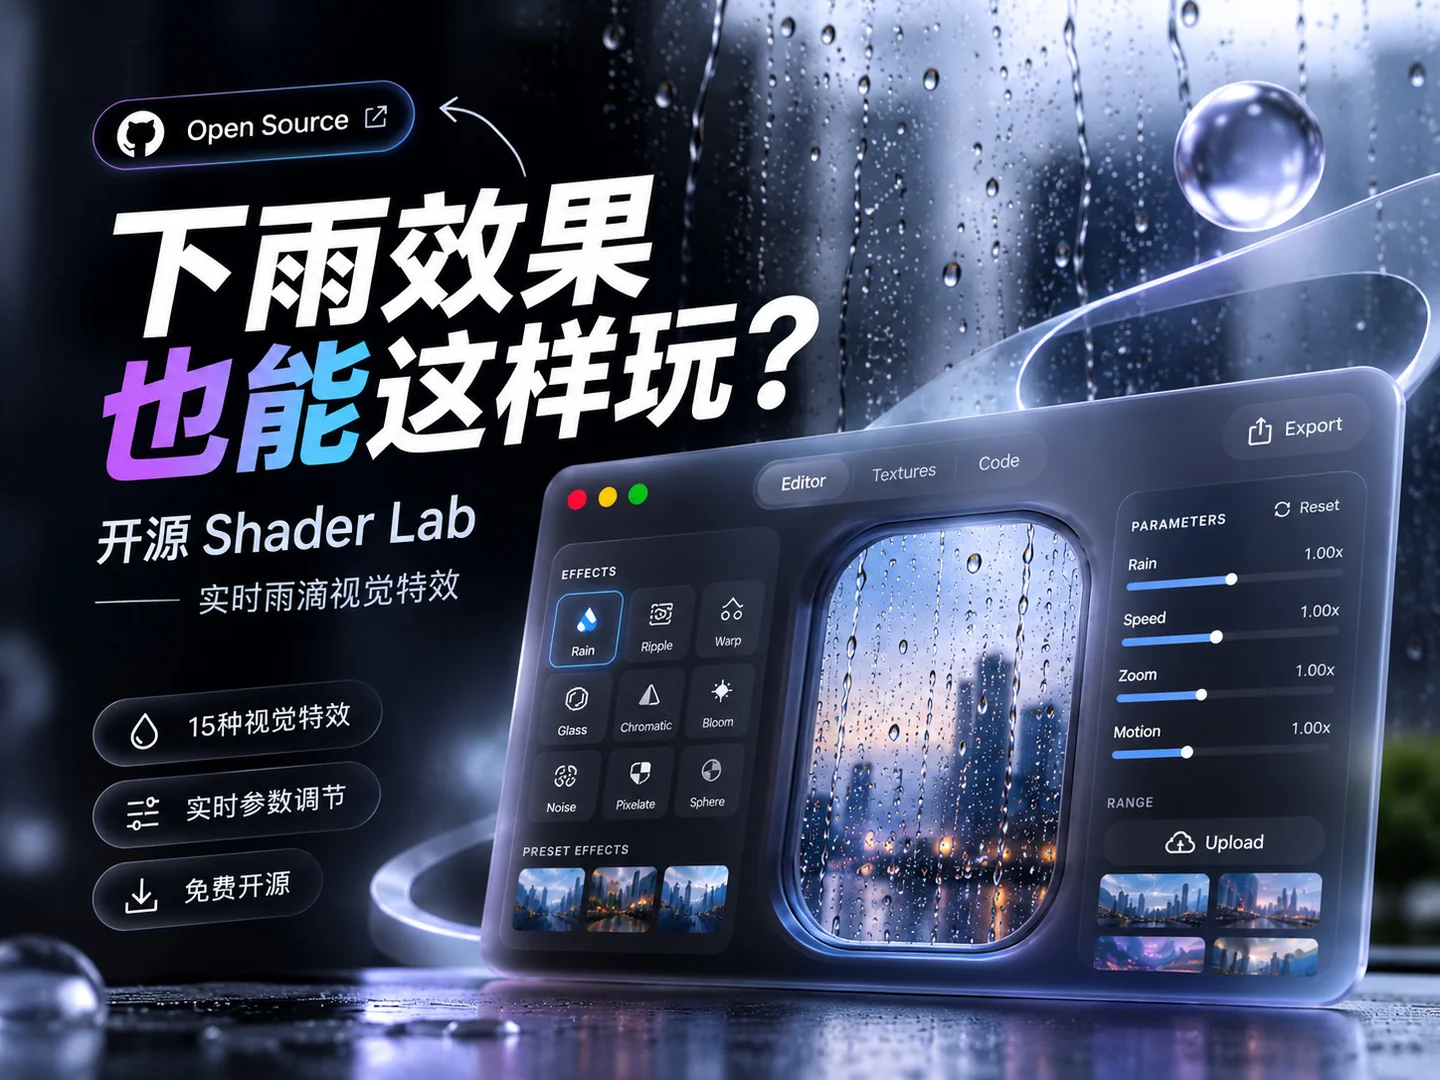 Open Source
下雨效果
也能这样玩?
开源 Shader Lab
实时雨滴视觉特效
15种视觉特效
实时参数调节
免费开源
Editor
Textures
Code
Export
EFFECTS
Rain
Ripple
Warp
Glass
Chromatic
Bloom
Noise
Pixelate
Sphere
PRESET EFFECTS
PARAMETERS
Reset
Rain 1.00x
Speed 1.00x
Zoom 1.00x
Motion 1.00x
RANGE
Upload